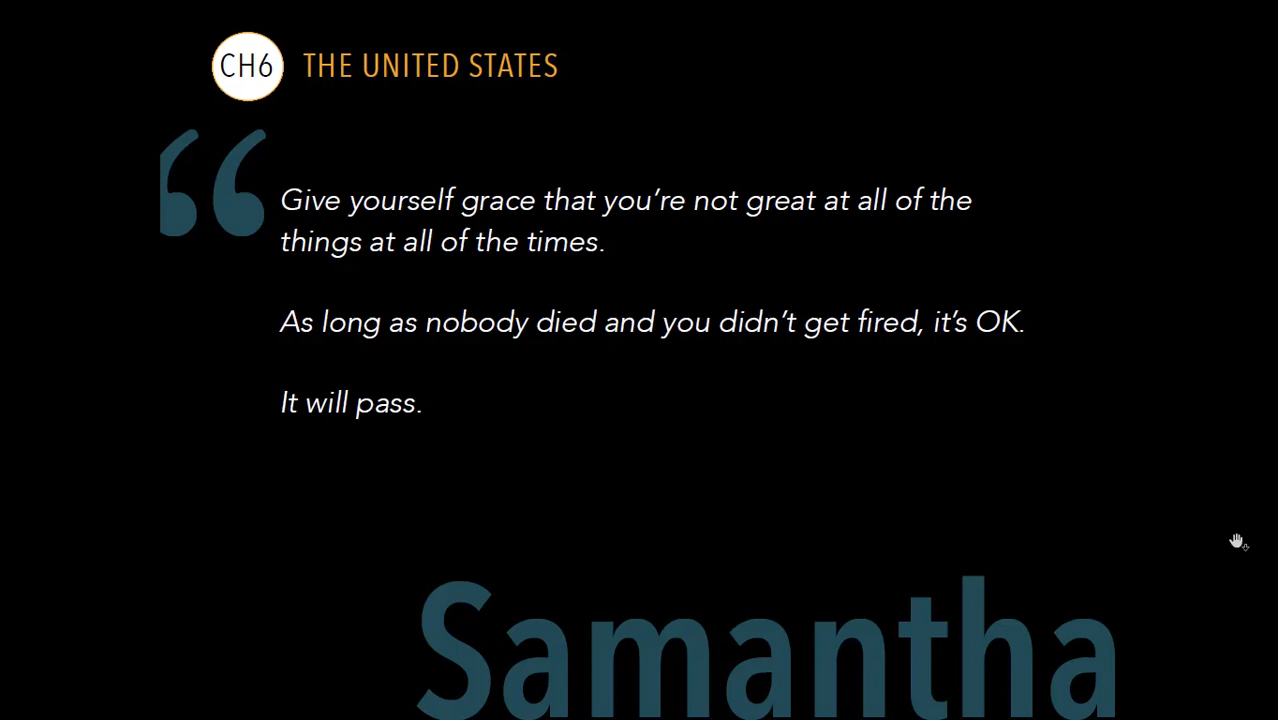 CH6 THE UNITED STATES
“
Give yourself grace that you’re not great at all of the
things at all of the times.
As long as nobody died and you didn’t get fired, it’s OK.
It will pass.
Samantha